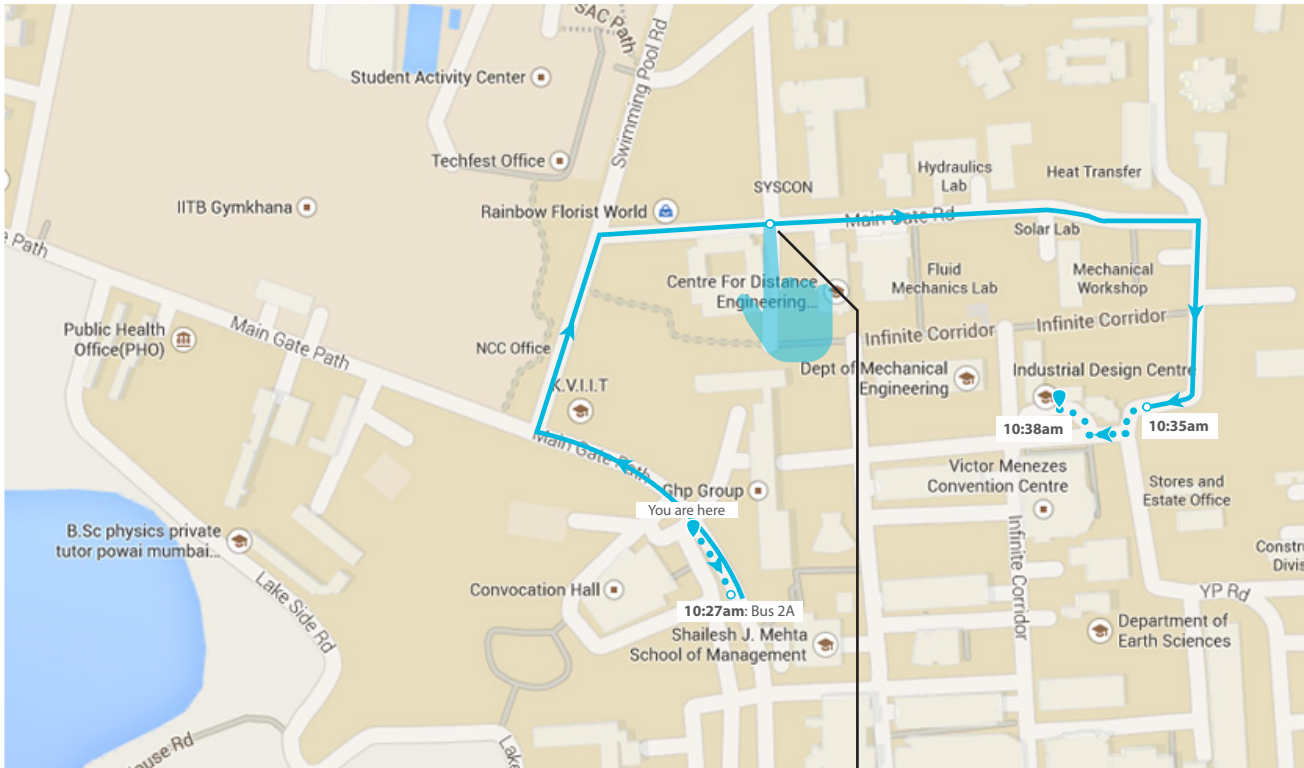 SAC Path
Swimming Pool Rd
Student Activity Center
Techfest Office
Hydraulics
Lab
Heat Transfer
SYSCON
IITB Gymkhana
Rainbow Florist World
Main Gate Rd
Solar Lab
Path
Centre For Distance
Engineering...
Fluid
Mechanics Lab
Mechanical
Workshop
Public Health
Office(PHO)
Main Gate Path
NCC Office
Infinite Corridor
Infinite Corridor
K.V.I.I.T
Dept of Mechanical
Engineering
Industrial Design Centre
10:38am
10:35am
Main Gate Path
Ghp Group
Victor Menezes
Convention Centre
Stores and
Estate Office
You are here
B.Sc physics private
tutor powai mumbai...
Infinite Corridor
Constru
Divis
Convocation Hall
Lake Side Rd
10:27am: Bus 2A
YP Rd
Shailesh J. Mehta
School of Management
Department of
Earth Sciences
ouse Rd
Lake